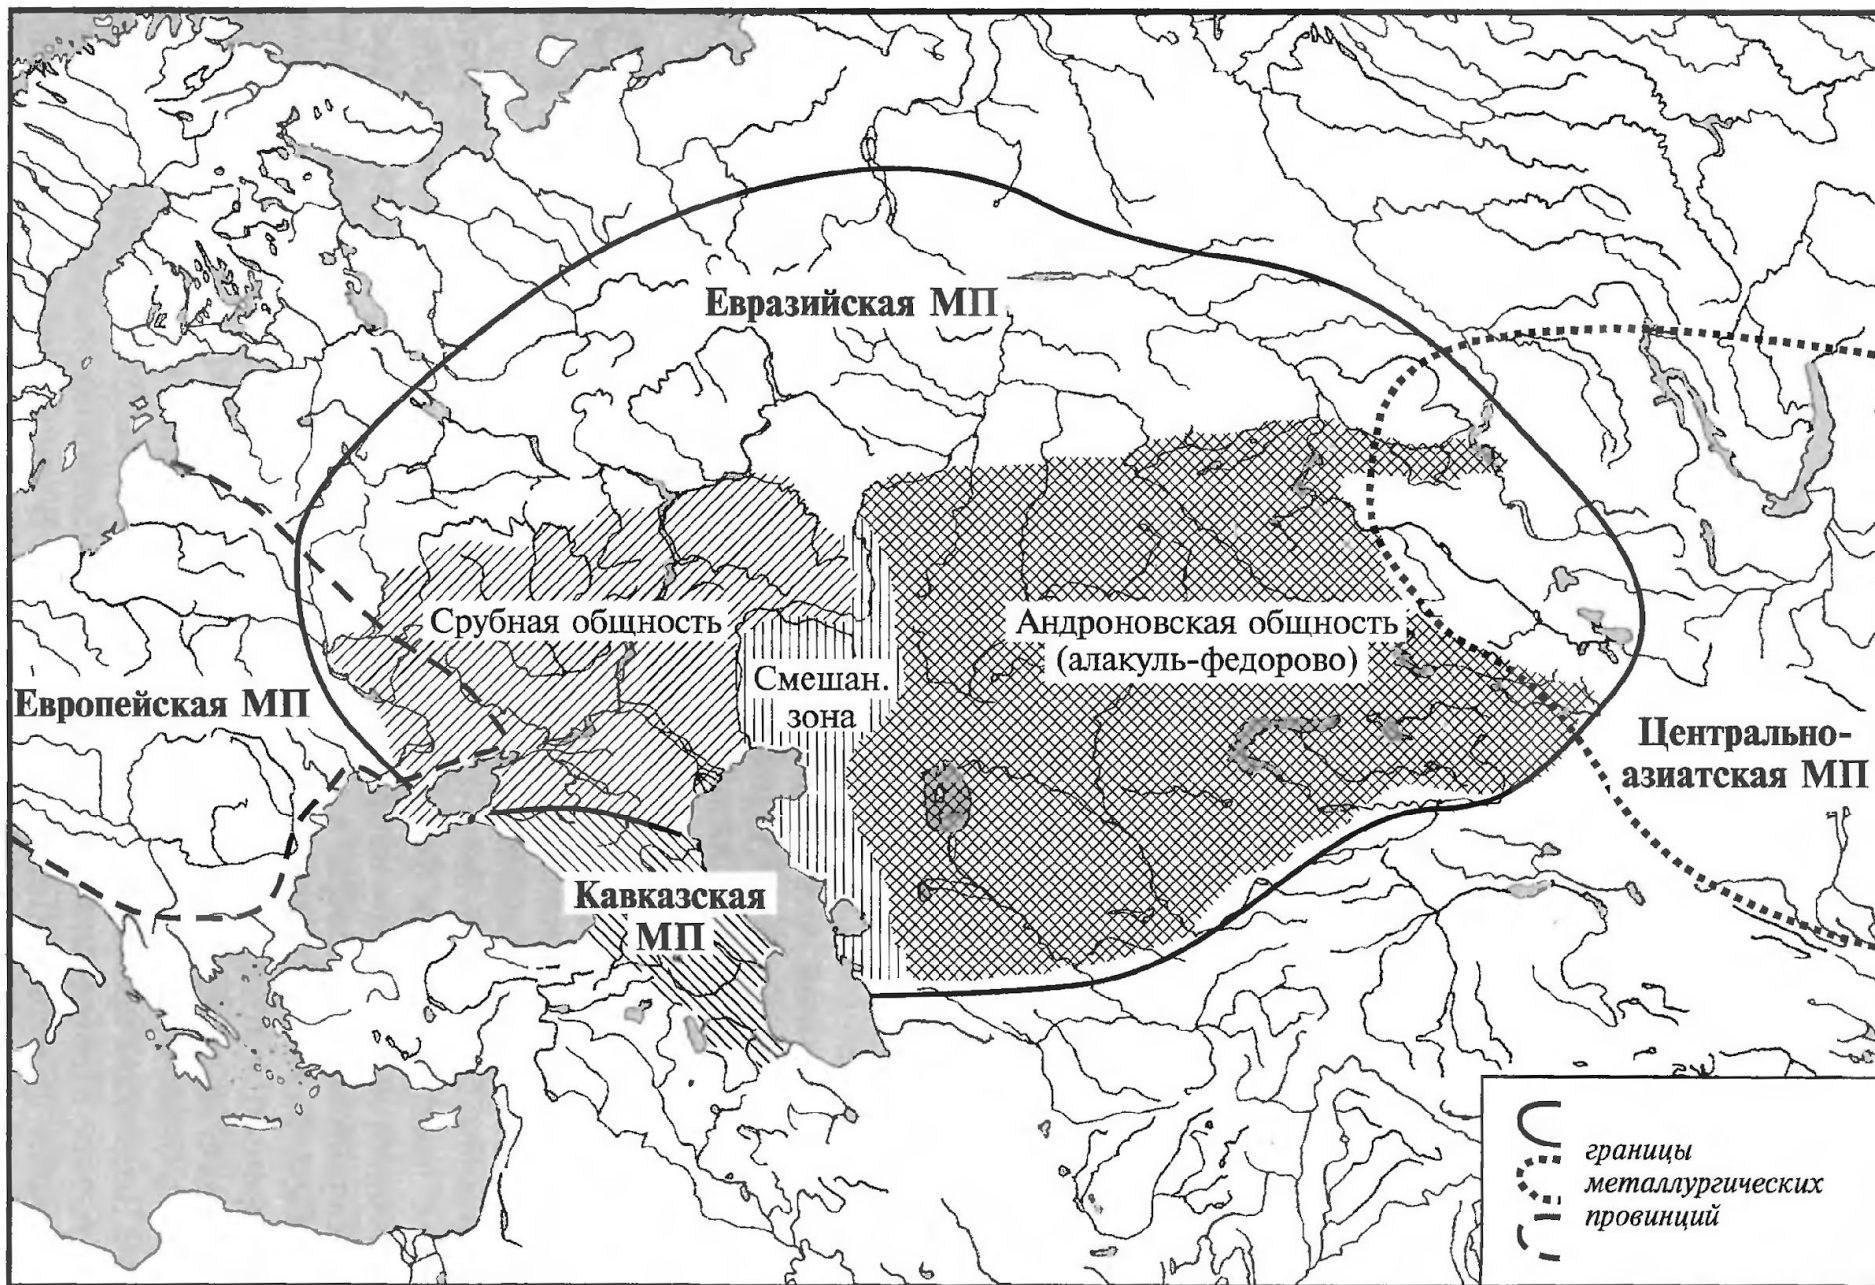 Евразийская МП
Срубная общность
Андроновская общность
(алакуль-федорово)
Смешан.
зона
Европейская МП
Центрально-
азиатская МП
Кавказская
МП
границы
металлургических
провинций